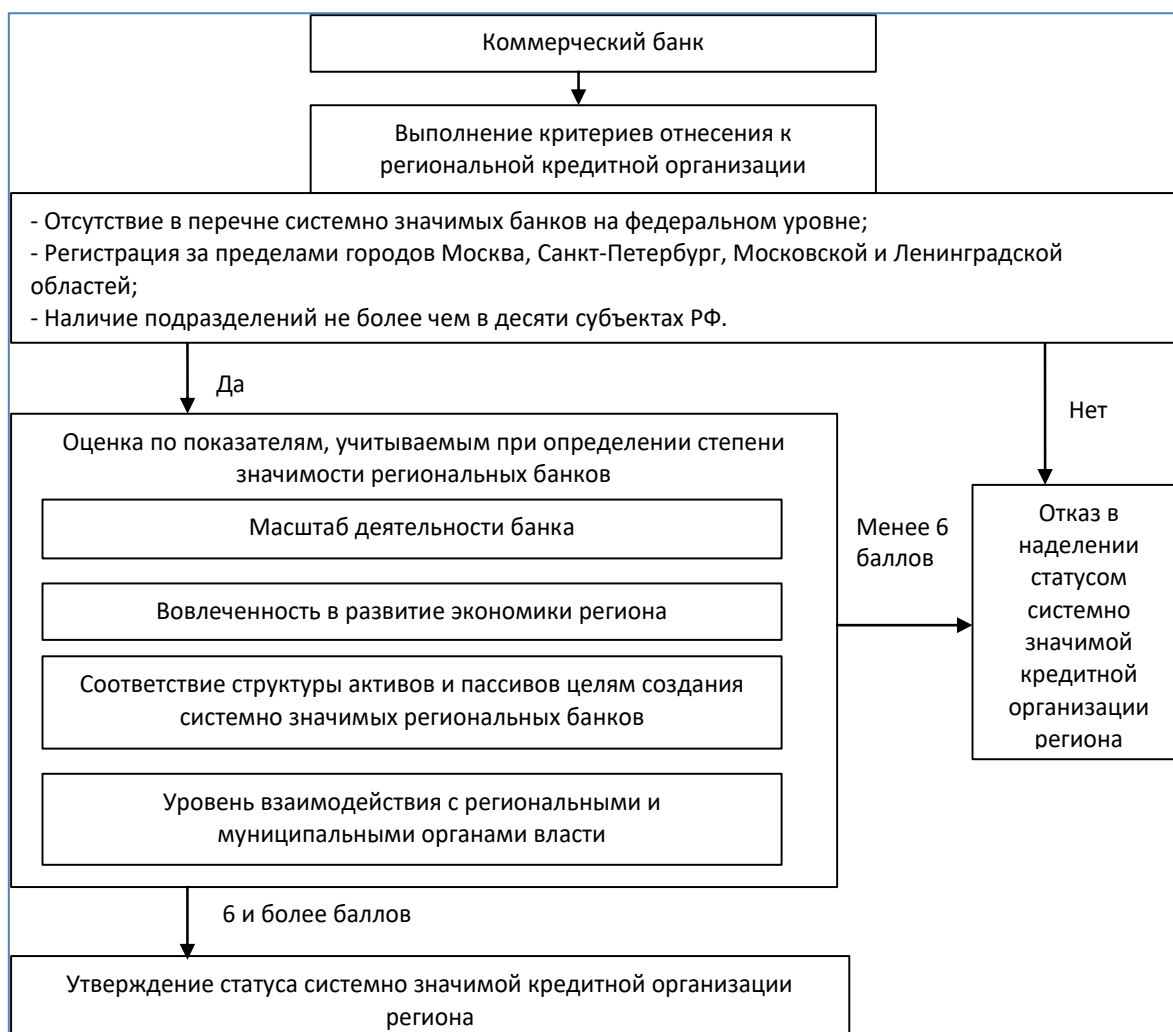 Коммерческий банк
Выполнение критериев отнесения к
региональной кредитной организации
- Отсутствие в перечне системно значимых банков на федеральном уровне;
- Регистрация за пределами городов Москва, Санкт-Петербург, Московской и Ленинградской
областей;
- Наличие подразделений не более чем в десяти субъектах РФ.
Да
Нет
Оценка по показателям, учитываемым при определении степени
значимости региональных банков
Масштаб деятельности банка
Вовлеченность в развитие экономики региона
Соответствие структуры активов и пассивов целям создания
системно значимых региональных банков
Уровень взаимодействия с региональными и
муниципальными органами власти
Менее 6
баллов
Отказ в
наделении
статусом
системно
значимой
кредитной
организации
региона
6 и более баллов
Утверждение статуса системно значимой кредитной организации
региона